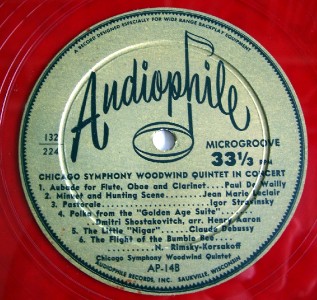 A RECORD DESIGNED ESPECIALLY FOR WIDE RANGE PLAYBACK EQUIPMENT
Audiophile
132
224
MICROGROOVE
33⅓ RPM
CHICAGO SYMPHONY WOODWIND QUINTET IN CONCERT
1. Aubade for Flute, Oboe and Clarinet....Paul De Wailly
2. Minuet and Hunting Scene.........Jean Marie Leclair
3. Pastorale...............Igor Stravinsky
4. Polka from the "Golden Age Suite".....
Dmitri Shostakovitch, arr. Henry Aaron
5. The Little "Nigar".....Claude Debussy
6. The Flight of the Bumble Bee...
N. Rimsky-Korsakoff
Chicago Symphony Woodwind Quintet
AP-14B
AUDIOPHILE RECORDS INC. SAUKVILLE, WISCONSIN